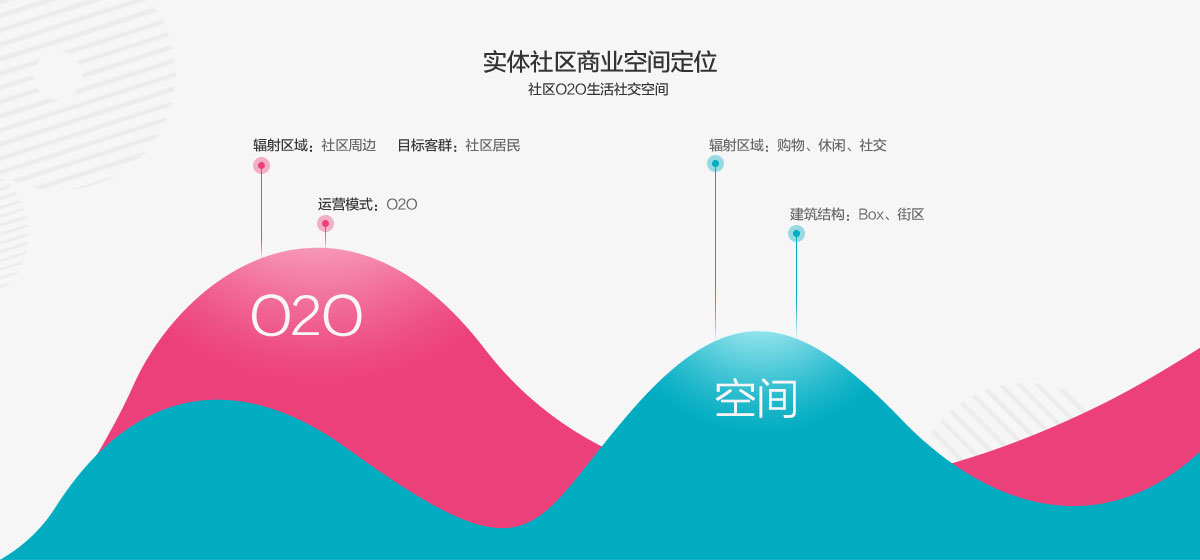 实体社区商业空间定位
社区O2O生活社交空间
辐射区域：社区周边 目标客群：社区居民
辐射区域：购物、休闲、社交
运营模式：O2O
建筑结构：Box、街区
O2O
空间